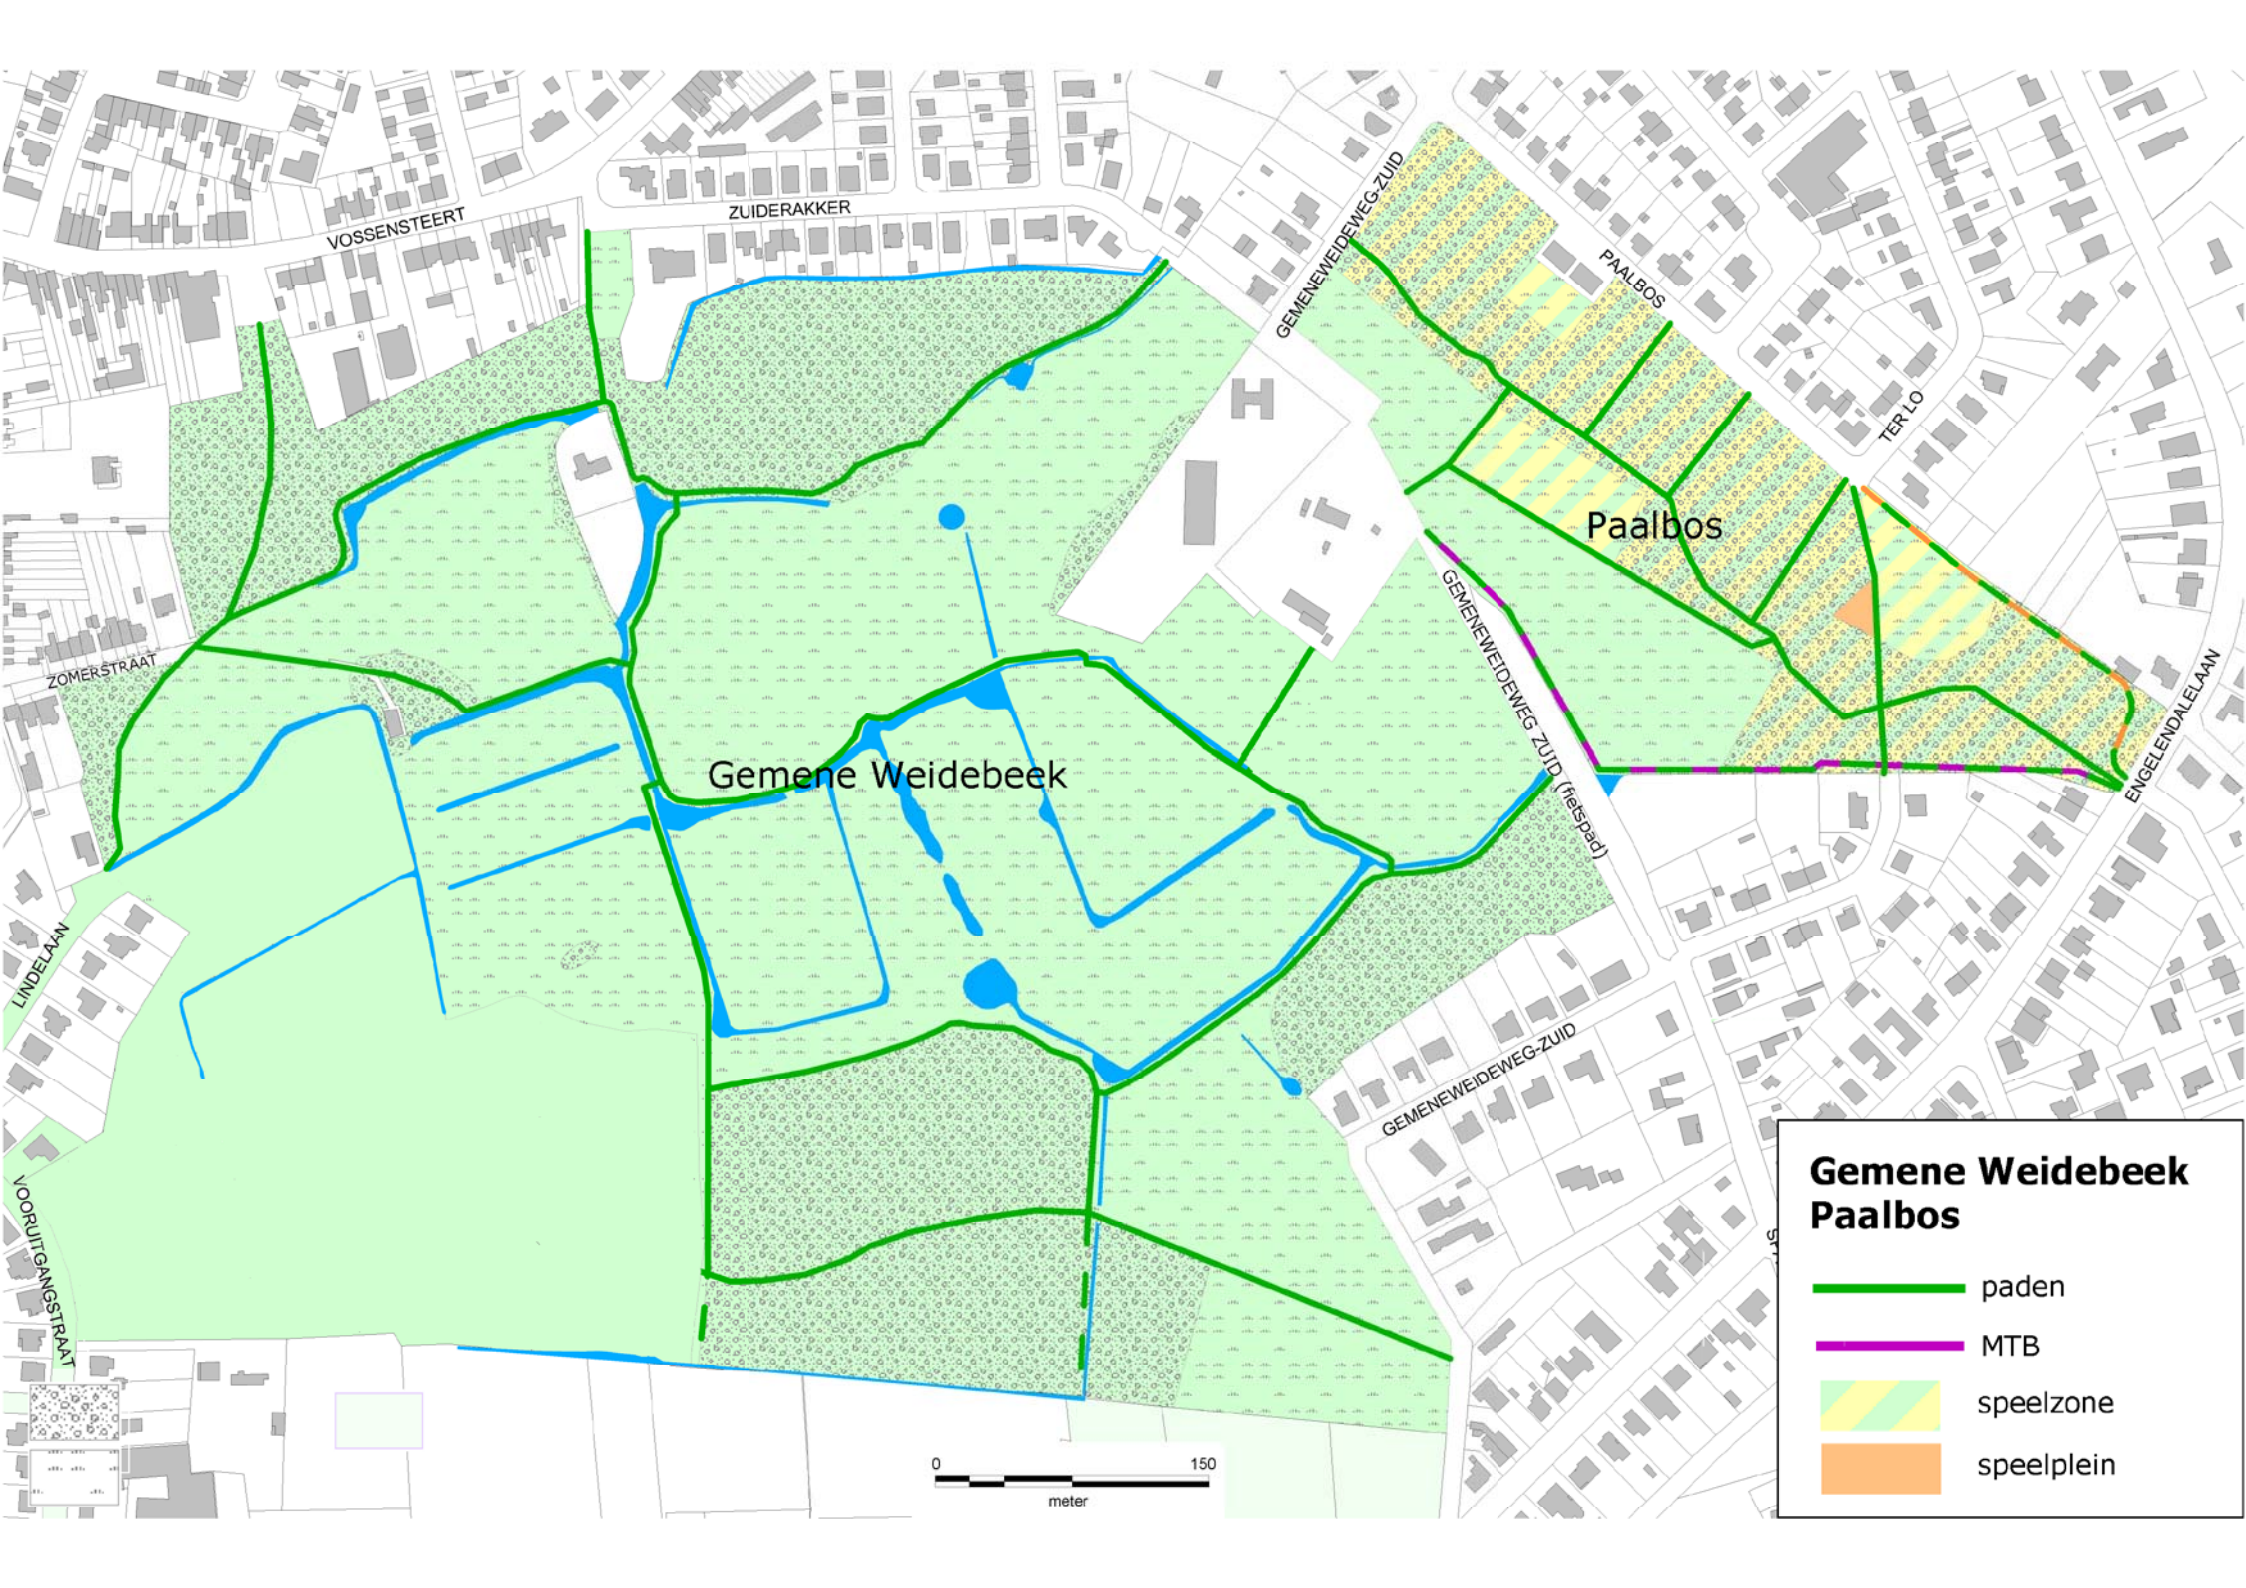 VOSSENSTEERT
ZUIDERAKKER
GEMENEWEIDEWEG-ZUID
PAALBOS
TER LO
Paalbos
ZOMERSTRAAT
GEMENEWEIDEWEG ZUID (fietspad)
ENGELENDALELAAN
Gemene Weidebeek
LINDELAAN
GEMENEWEIDEWEG-ZUID
VOORUITGANGSTRAAT
Gemene Weidebeek
Paalbos
paden
MTB
speelzone
speelplein
0 150
meter